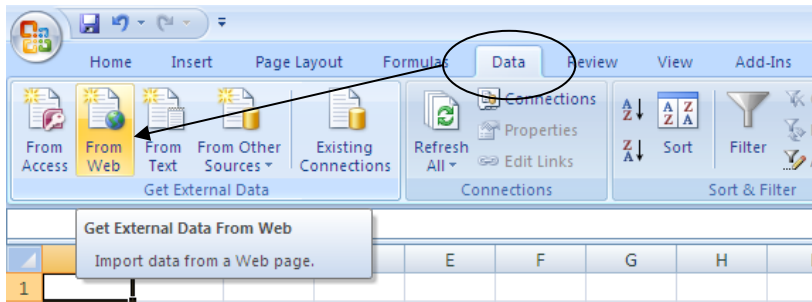 Home Insert Page Layout Formulas Data Review View Add-Ins
From Access
From Web
From Text
From Other Sources
Existing Connections
Refresh All
Connections
Properties
Edit Links
A Z
Z A
A Z Z A
Sort
Filter
Get External Data Connections Sort & Filter
Get External Data From Web
Import data from a Web page.
E F G H
1